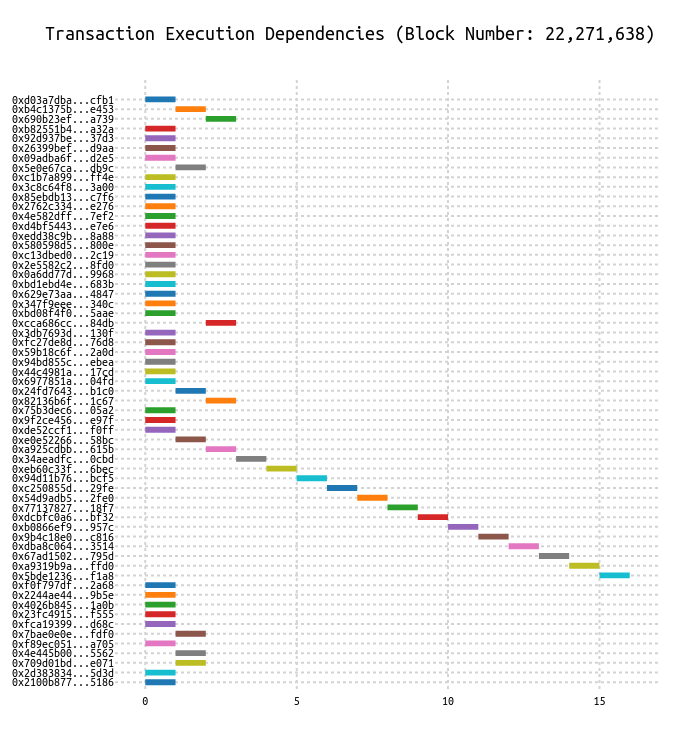 Transaction Execution Dependencies (Block Number: 22,271,638)
0xd03a7dba...cfb1
0xb4c1375b...e453
0x690b23ef...a739
0xb82551b4...a32a
0x92d937be...37d3
0x26399bef...d9aa
0x09adba6f...d2e5
0x5e0e67ca...db9c
0xc1b7a899...ff4e
0x3c8c64f8...3a00
0x85ebdb13...c7f6
0x2762c334...e276
0x4e582dff...7ef2
0xd4bf5443...e7e6
0xedd38c9b...8a88
0x580598d5...800e
0xc13dbed0...2c19
0x2e5582c2...8fd0
0x0a6dd77d...9968
0xbd1ebd4e...683b
0x629e73aa...4847
0x347f9eee...340c
0xbd08f4f0...5aae
0xcca686cc...84db
0x3db7693d...130f
0xfc27de8d...76d8
0x59b18c6f...2a0d
0x94bd855c...ebea
0x44c4981a...17cd
0x6977851a...04fd
0x24fd7643...b1c0
0x82136b6f...1c67
0x75b3dec6...05a2
0x9f2ce456...e97f
0xde52ccf1...f0ff
0xe0e52266...58bc
0xa925cdbb...615b
0x34aeadfc...0cbd
0xeb60c33f...6bec
0x94d11b76...bcf5
0xc250855d...29fe
0x54d9adb5...2fe0
0x77137827...18f7
0xdcbfc0a6...bf32
0xb0866ef9...957c
0x9b4c18e0...c816
0xdba8c064...3514
0x67ad1502...795d
0xa9319b9a...ffd0
0x5bde1236...f1a8
0xf0f797df...2a68
0x2244ae44...9b5e
0x4026b845...1a0b
0x23fc4915...f555
0xfca19399...d68c
0x7bae0e0e...fdf0
0xf89ec051...a705
0x4e445b00...5562
0x709d01bd...e071
0x2d383834...5d3d
0x2100b877...5186
0 5 10 15